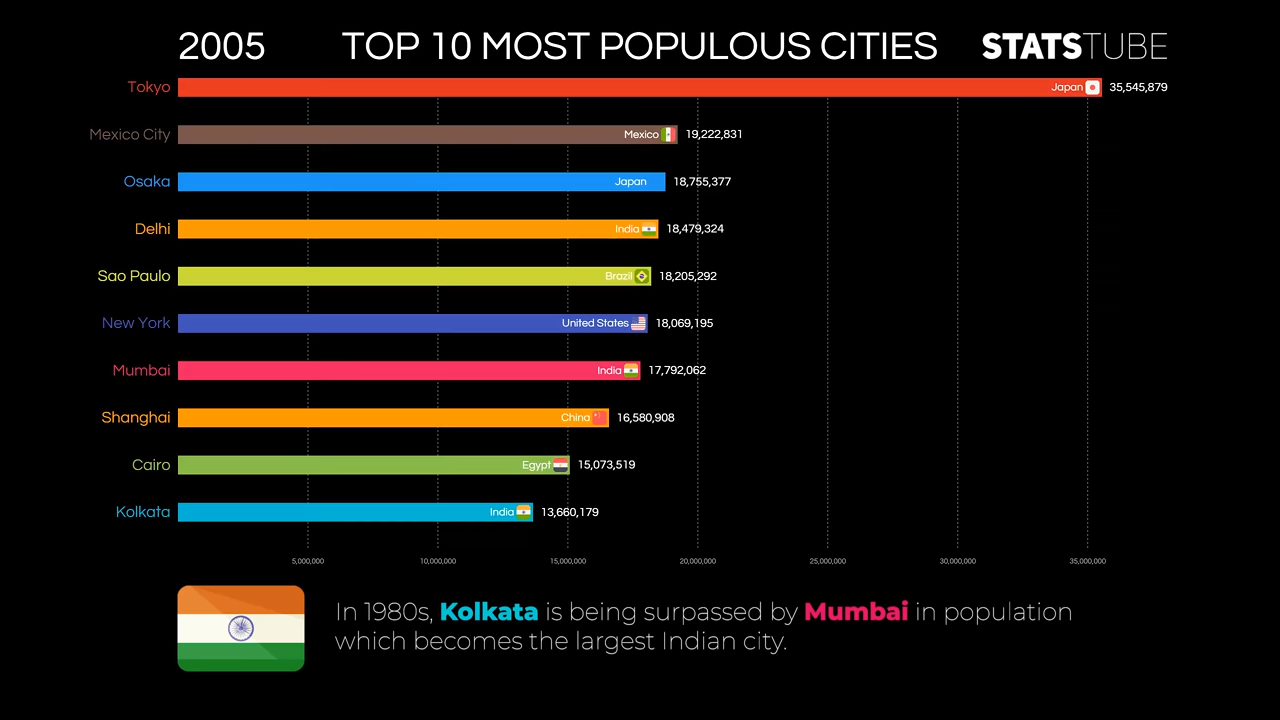 2005 TOP 10 MOST POPULOUS CITIES STATSTUBE
Tokyo Japan 35,545,879
Mexico City Mexico 19,222,831
Osaka Japan 18,755,377
Delhi India 18,479,324
Sao Paulo Brazil 18,205,292
New York United States 18,069,195
Mumbai India 17,792,062
Shanghai China 16,580,908
Cairo Egypt 15,073,519
Kolkata India 13,660,179
5,000,000 10,000,000 15,000,000 20,000,000 25,000,000 30,000,000 35,000,000
In 1980s, Kolkata is being surpassed by Mumbai in population
which becomes the largest Indian city.